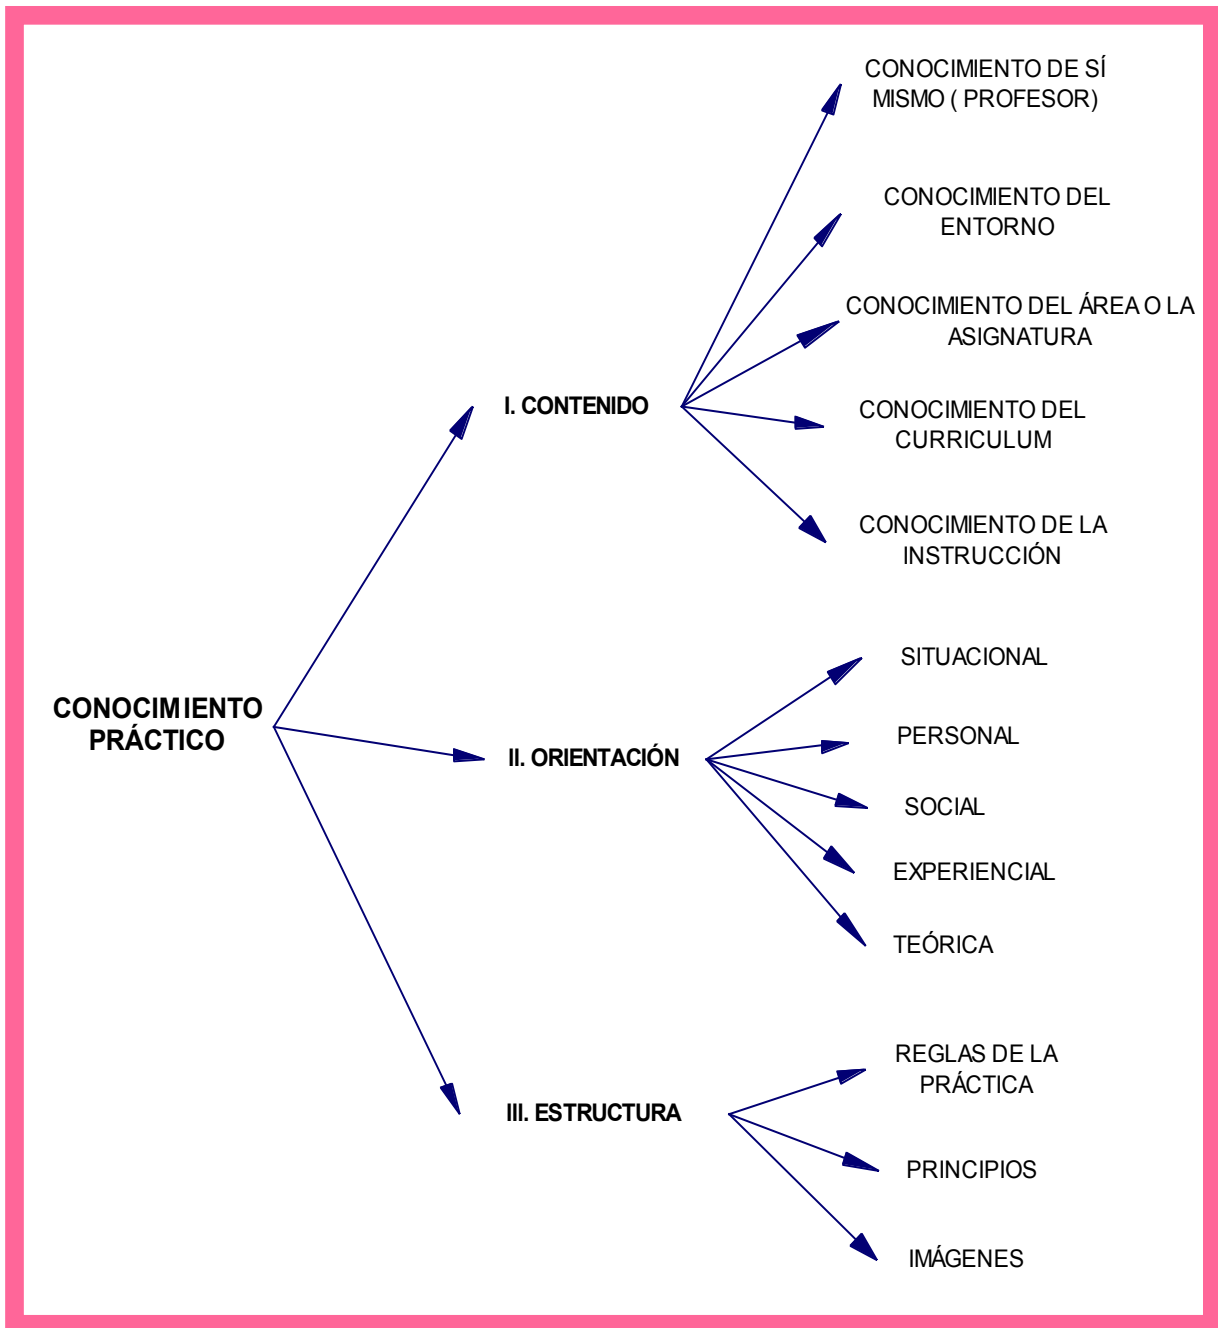 CONOCIMIENTO DE SÍ
MISMO ( PROFESOR)
CONOCIMIENTO DEL
ENTORNO
CONOCIMIENTO DEL ÁREA O LA
ASIGNATURA
I. CONTENIDO
CONOCIMIENTO DEL
CURRICULUM
CONOCIMIENTO DE LA
INSTRUCCIÓN
CONOCIMIENTO
PRÁCTICO
SITUACIONAL
PERSONAL
II. ORIENTACIÓN
SOCIAL
EXPERIENCIAL
TEÓRICA
REGLAS DE LA
PRÁCTICA
III. ESTRUCTURA
PRINCIPIOS
IMÁGENES